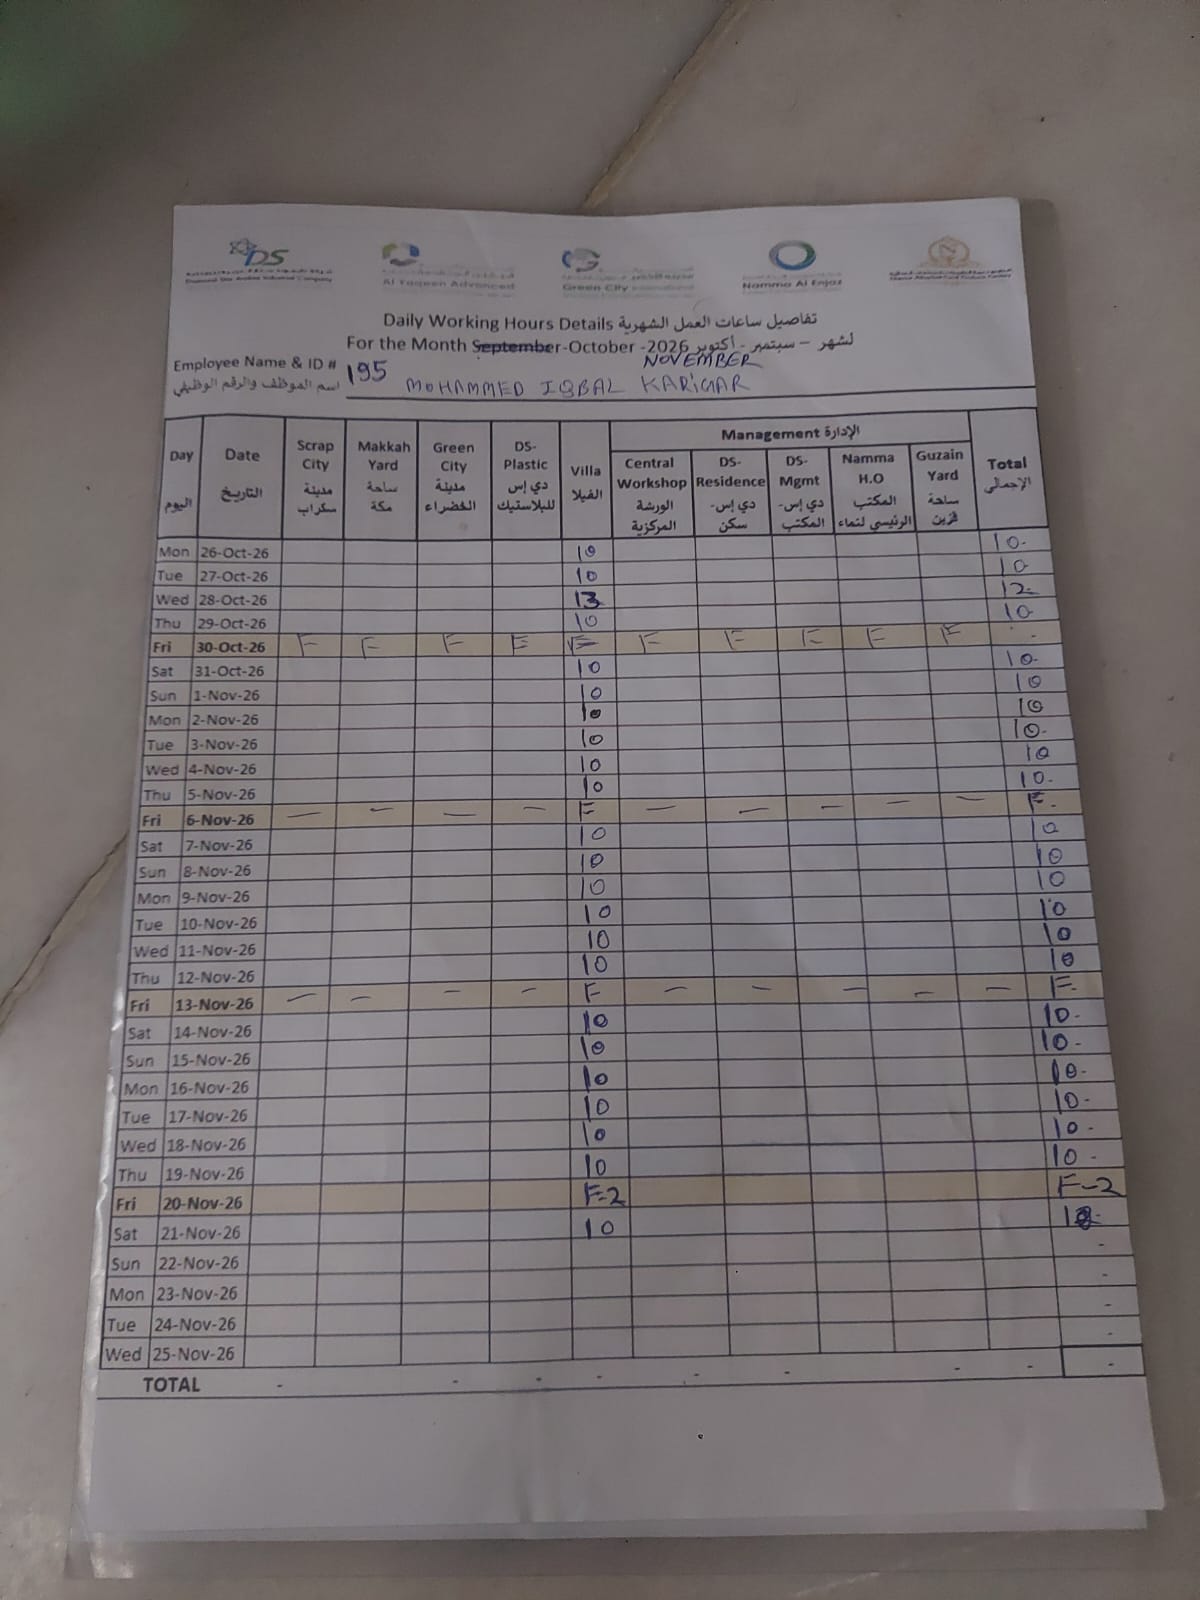 DS
Al Yaqeen Advanced
Green City
Namma Al Enjaz
Daily Working Hours Details تفاصيل ساعات العمل الشهرية
For the Month September-October -2026 لشهر – سبتمبر - أكتوبر
NOVEMBER
Employee Name & ID # 195
اسم الموظف والرقم الوظيفي MOHAMMED IQBAL KARIGAR
Management الإدارة
Day اليوم Date التاريخ Scrap City مدينة سكراب Makkah Yard ساحة مكة Green City مدينة الخضراء DS-Plastic دي إس للبلاستيك Villa الفيلا Central Workshop الورشة المركزية DS-Residence دي إس- سكن DS-Mgmt دي إس- المكتب Namma H.O المكتب الرئيسي لنماء Guzain Yard ساحة قزين Total الإجمالي
Mon 26-Oct-26 10 10-
Tue 27-Oct-26 10 10
Wed 28-Oct-26 13 12-
Thu 29-Oct-26 10 10-
Fri 30-Oct-26 F F F F F F F F F F
Sat 31-Oct-26 10 10-
Sun 1-Nov-26 10 10
Mon 2-Nov-26 10 10
Tue 3-Nov-26 10 10-
Wed 4-Nov-26 10 10
Thu 5-Nov-26 10 10-
Fri 6-Nov-26 — — — — F — — — — — F-
Sat 7-Nov-26 10 10
Sun 8-Nov-26 10 10
Mon 9-Nov-26 10 10
Tue 10-Nov-26 10 10
Wed 11-Nov-26 10 10
Thu 12-Nov-26 10 10
Fri 13-Nov-26 — — — — F — — — — — F-
Sat 14-Nov-26 10 10-
Sun 15-Nov-26 10 10-
Mon 16-Nov-26 10 10-
Tue 17-Nov-26 10 10-
Wed 18-Nov-26 10 10-
Thu 19-Nov-26 10 10-
Fri 20-Nov-26 F-2 F-2
Sat 21-Nov-26 10
Sun 22-Nov-26 -
Mon 23-Nov-26 -
Tue 24-Nov-26 -
Wed 25-Nov-26 -
TOTAL - - - - - - - - -